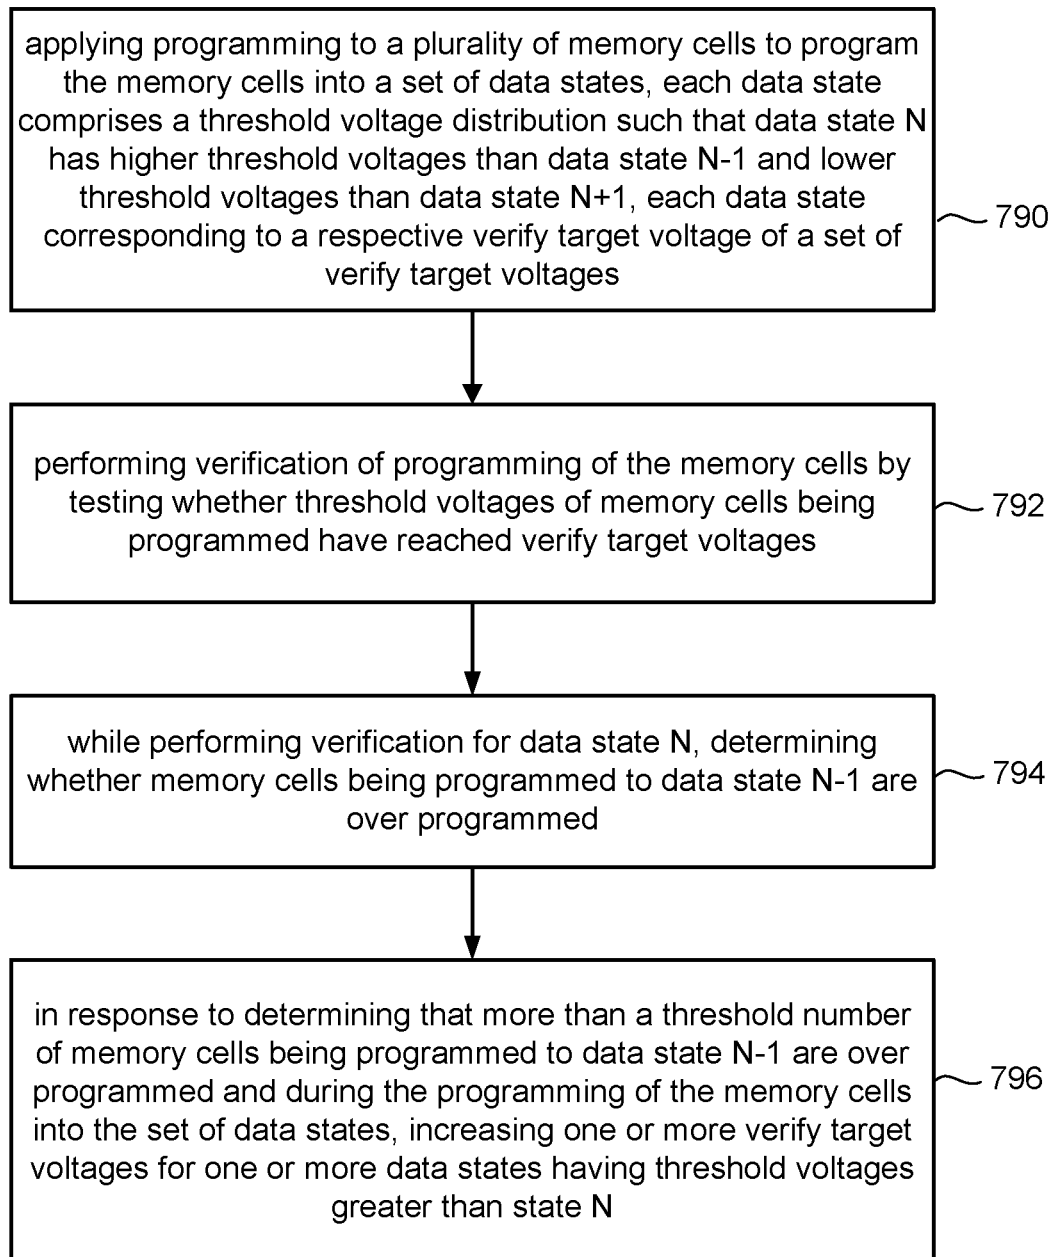 applying programming to a plurality of memory cells to program
the memory cells into a set of data states, each data state
comprises a threshold voltage distribution such that data state N
has higher threshold voltages than data state N-1 and lower
threshold voltages than data state N+1, each data state
corresponding to a respective verify target voltage of a set of
verify target voltages
790
performing verification of programming of the memory cells by
testing whether threshold voltages of memory cells being
programmed have reached verify target voltages
792
while performing verification for data state N, determining
whether memory cells being programmed to data state N-1 are
over programmed
794
in response to determining that more than a threshold number
of memory cells being programmed to data state N-1 are over
programmed and during the programming of the memory cells
into the set of data states, increasing one or more verify target
voltages for one or more data states having threshold voltages
greater than state N
796